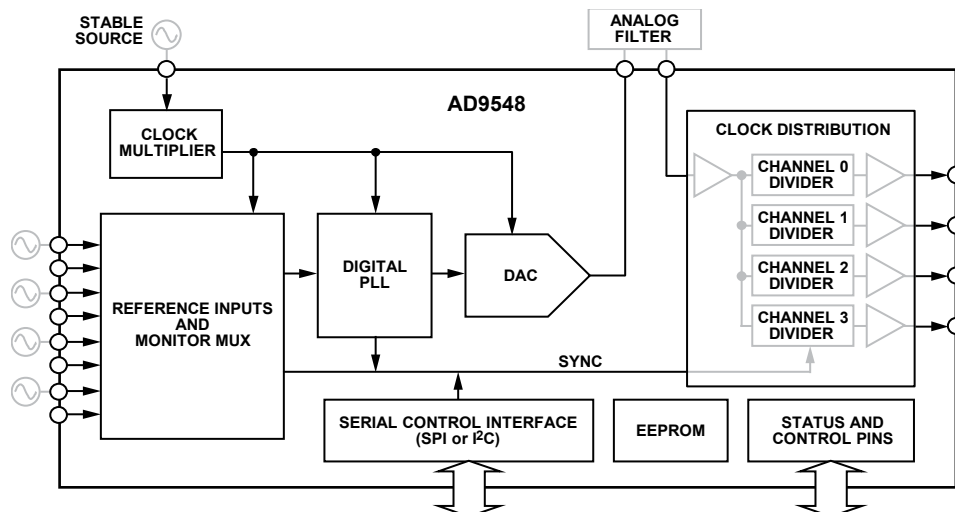 STABLE
SOURCE
ANALOG
FILTER
AD9548
CLOCK
MULTIPLIER
CLOCK DISTRIBUTION
CHANNEL 0
DIVIDER
CHANNEL 1
DIVIDER
CHANNEL 2
DIVIDER
CHANNEL 3
DIVIDER
REFERENCE INPUTS
AND
MONITOR MUX
DIGITAL
PLL
DAC
SYNC
SERIAL CONTROL INTERFACE
(SPI or I²C)
EEPROM
STATUS AND
CONTROL PINS